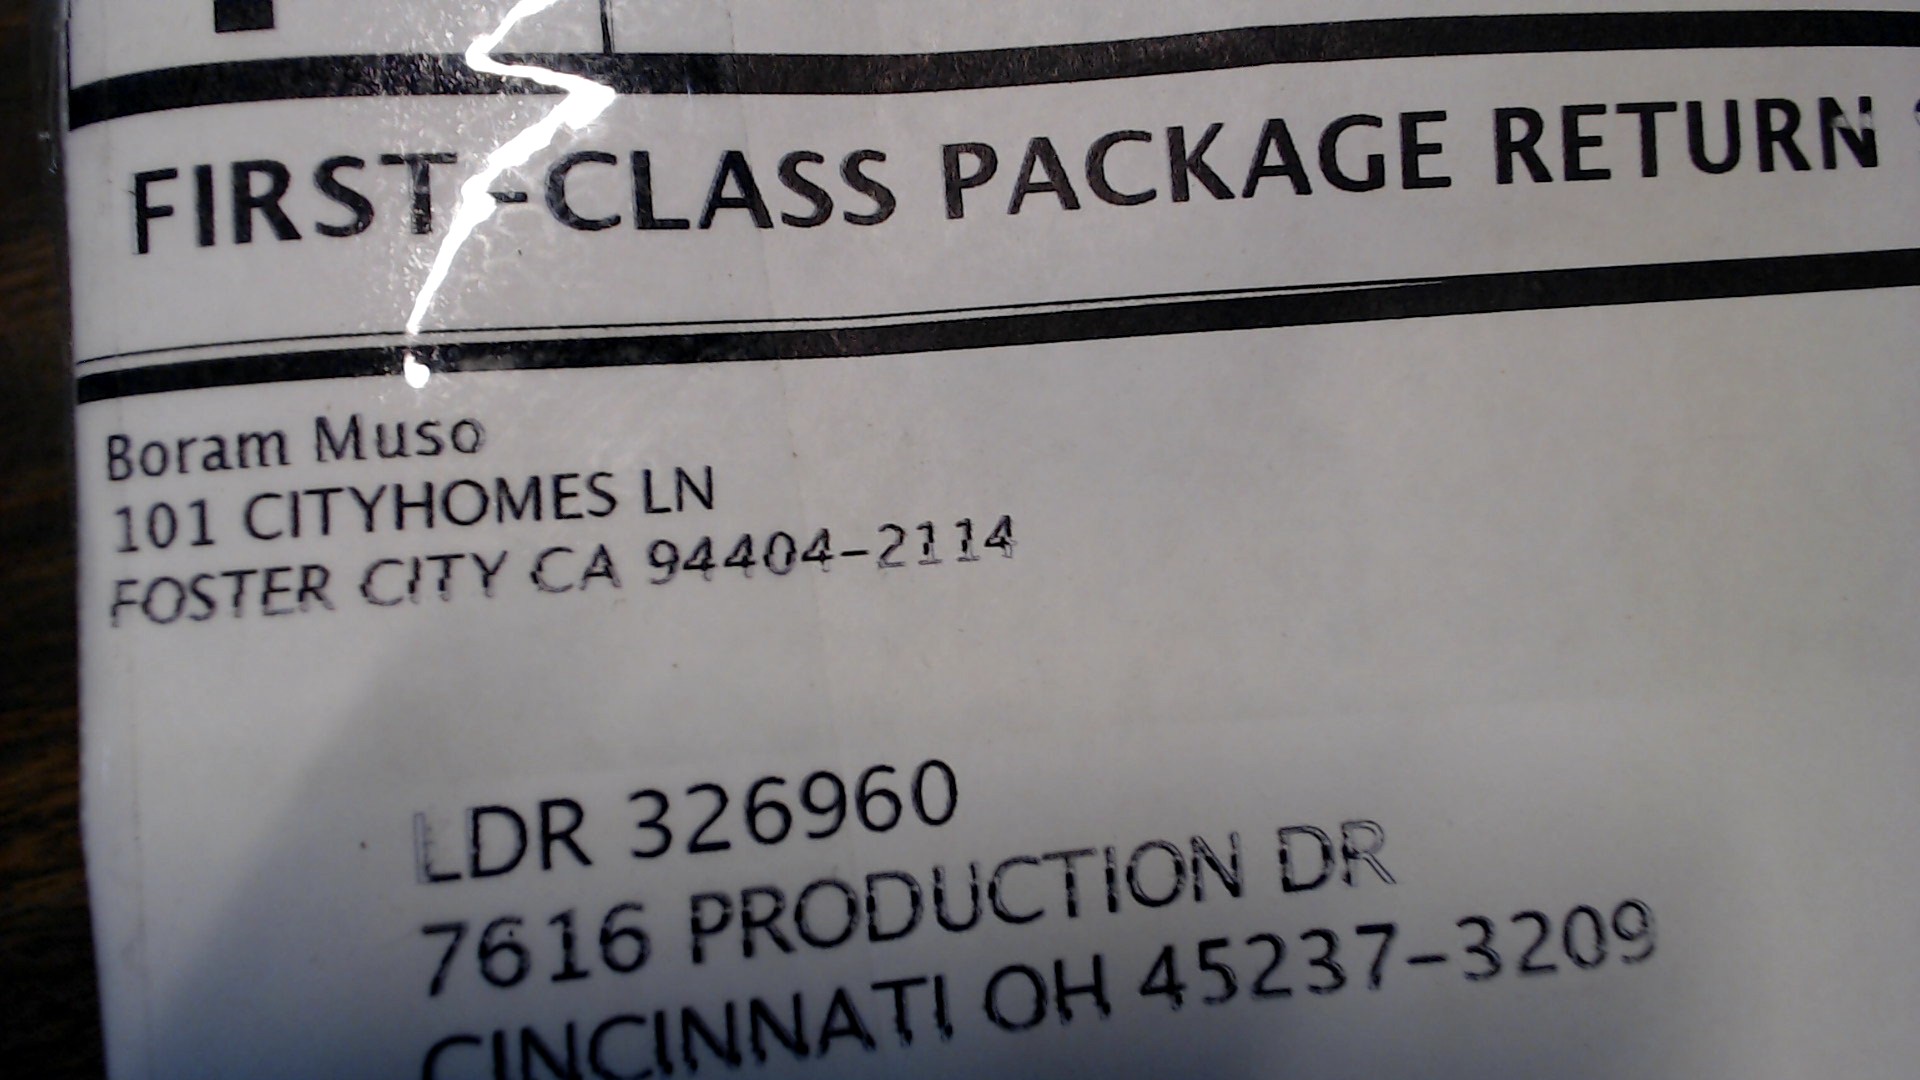 FIRST-CLASS PACKAGE RETURN
Boram Muso
101 CITYHOMES LN
FOSTER CITY CA 94404-2114
LDR 326960
7616 PRODUCTION DR
CINCINNATI OH 45237-3209